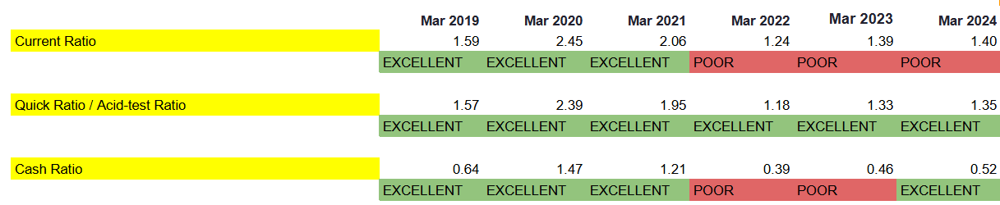 Mar 2019 Mar 2020 Mar 2021 Mar 2022 Mar 2023 Mar 2024
Current Ratio 1.59 2.45 2.06 1.24 1.39 1.40
EXCELLENT EXCELLENT EXCELLENT POOR POOR POOR
Quick Ratio / Acid-test Ratio 1.57 2.39 1.95 1.18 1.33 1.35
EXCELLENT EXCELLENT EXCELLENT EXCELLENT EXCELLENT EXCELLENT
Cash Ratio 0.64 1.47 1.21 0.39 0.46 0.52
EXCELLENT EXCELLENT EXCELLENT POOR POOR EXCELLENT